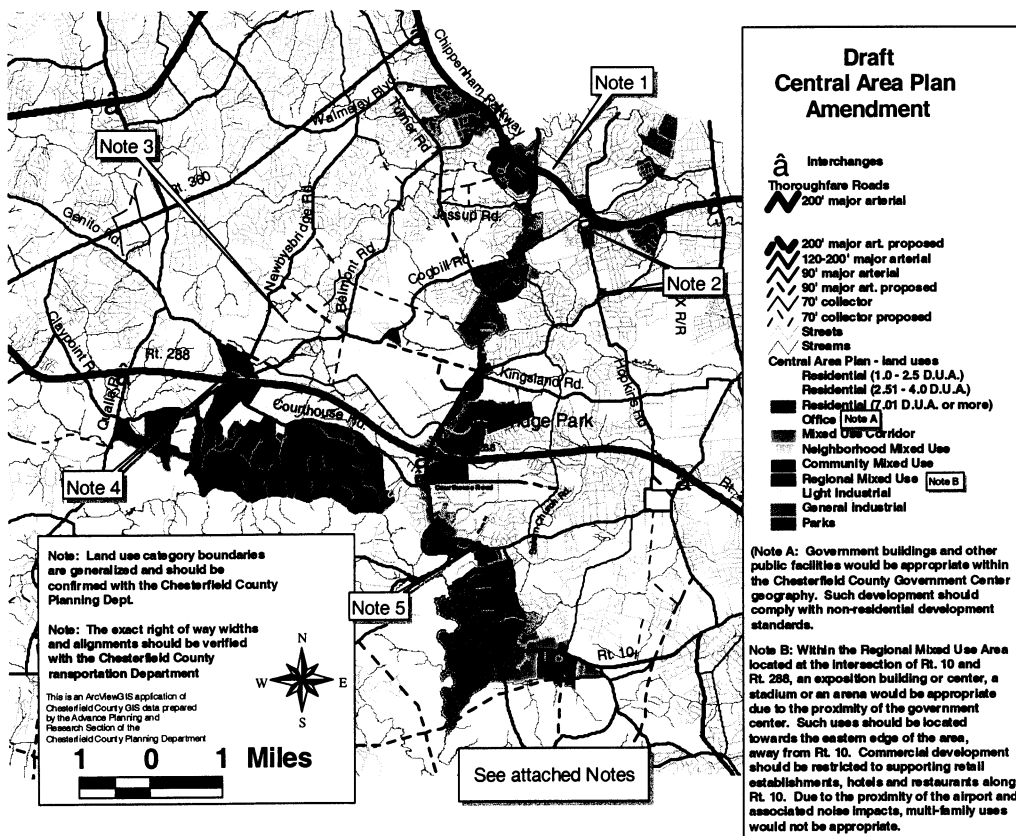 Draft
Central Area Plan
Amendment
â Interchanges
Thoroughfare Roads
200' major arterial
200' major art. proposed
120-200' major arterial
90' major arterial
90' major art. proposed
70' collector
70' collector proposed
Streets
Streams
Central Area Plan - land uses
Residential (1.0 - 2.5 D.U.A.)
Residential (2.51 - 4.0 D.U.A.)
Residential (7.01 D.U.A. or more)
Office Note A
Mixed Use Corridor
Neighborhood Mixed Use
Community Mixed Use
Regional Mixed Use Note B
Light Industrial
General Industrial
Parks
(Note A: Government buildings and other
public facilities would be appropriate within
the Chesterfield County Government Center
geography. Such development should
comply with non-residential development
standards.
Note B: Within the Regional Mixed Use Area
located at the intersection of Rt. 10 and
Rt. 288, an exposition building or center, a
stadium or an arena would be appropriate
due to the proximity of the government
center. Such uses should be located
towards the eastern edge of the area,
away from Rt. 10. Commercial development
should be restricted to supporting retail
establishments, hotels and restaurants along
Rt. 10. Due to the proximity of the airport and
associated noise impacts, multi-family uses
would not be appropriate.
Chippenham Parkway
Note 1
Walmsley Blv
Turner Rd
Note 3
Rt. 360
Genito Rd
Newbysbridge Rd.
Jessup Rd.
Belmont Rd
Cogbill Rd.
Note 2
X R/R
Claypoint Rd
Rt. 288
Qualla Rd
Courthouse Rd.
Kingsland Rd.
Hopkins Rd
idge Park
Courthouse Road
Note 4
Note 5
Rt. 10
See attached Notes
Note: Land use category boundaries
are generalized and should be
confirmed with the Chesterfield County
Planning Dept.
Note: The exact right of way widths
and alignments should be verified
with the Chesterfield County
ransportation Department
This is an ArcViewGIS application of
Chesterfield County GIS data prepared
by the Advance Planning and
Research Section of the
Chesterfield County Planning Department
N
W E
S
1 0 1 Miles